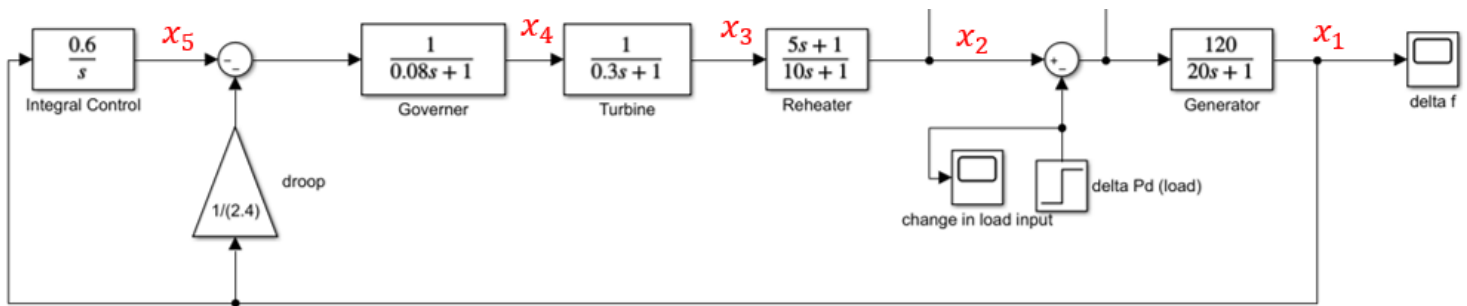 x₅
x₄
x₃
x₂
x₁
0.6
s
Integral Control
− −
1
0.08s + 1
Governer
1
0.3s + 1
Turbine
5s + 1
10s + 1
Reheater
+ −
120
20s + 1
Generator
delta f
droop
1/(2.4)
delta Pd (load)
change in load input